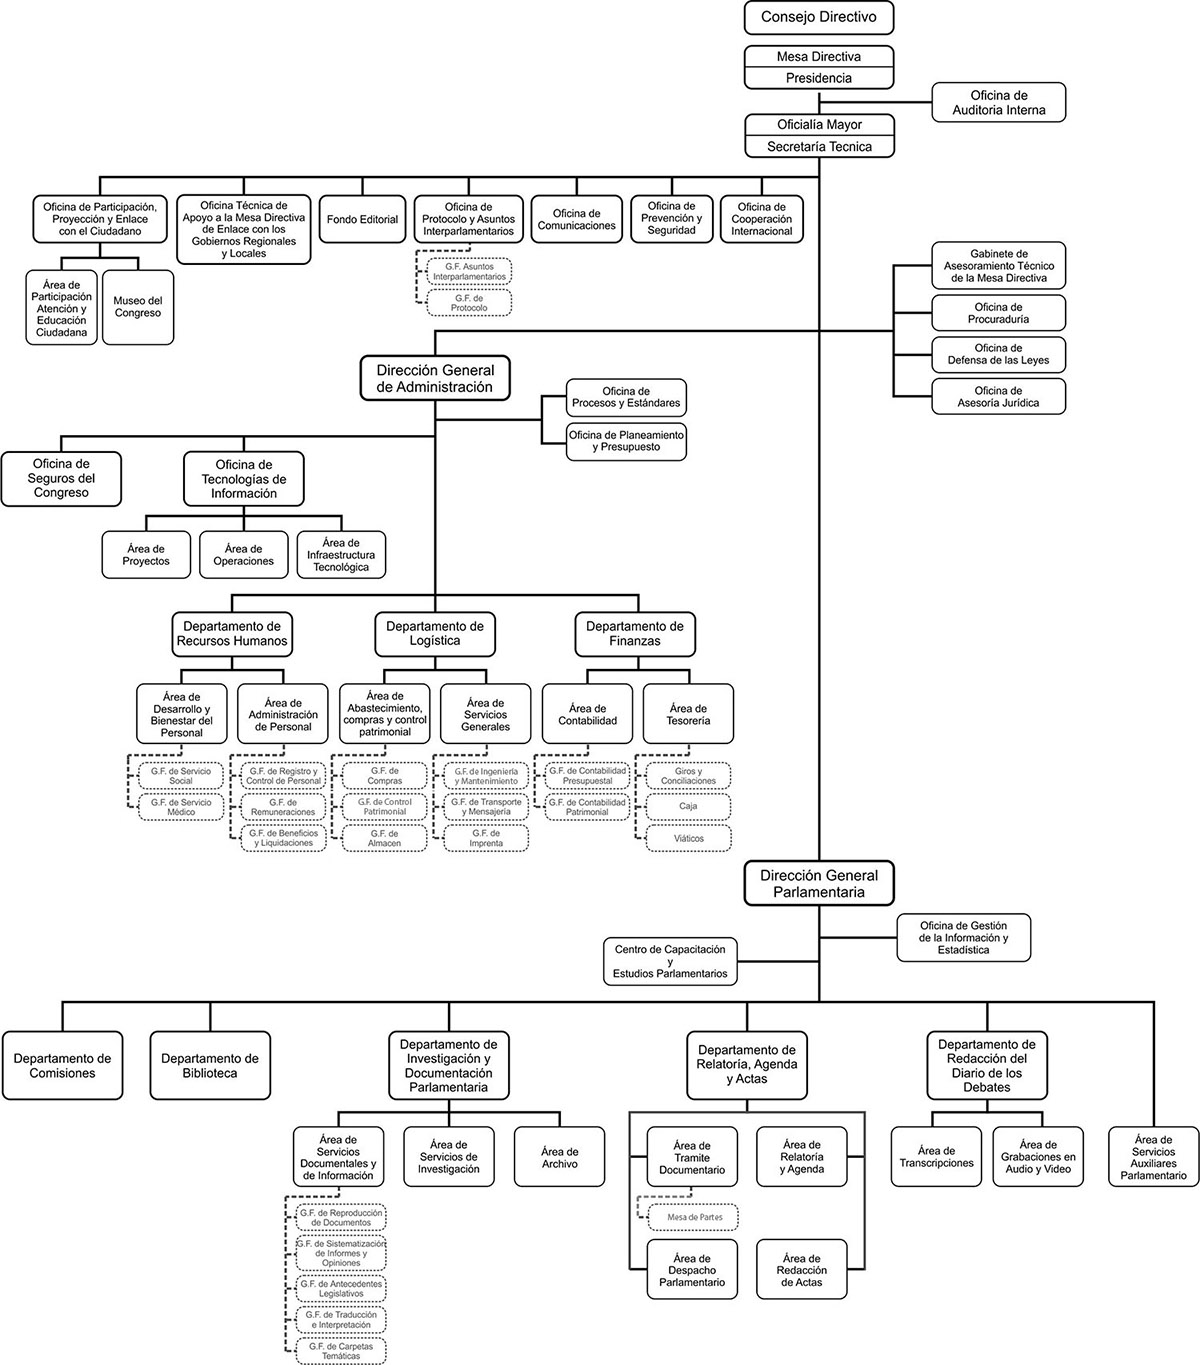 Consejo Directivo
Mesa Directiva
Presidencia
Oficina de
Auditoria Interna
Oficialía Mayor
Secretaría Tecnica
Oficina de Participación,
Proyección y Enlace
con el Ciudadano
Oficina Técnica de
Apoyo a la Mesa Directiva
de Enlace con los
Gobiernos Regionales
y Locales
Fondo Editorial
Oficina de
Protocolo y Asuntos
Interparlamentarios
Oficina de
Comunicaciones
Oficina de
Prevención y
Seguridad
Oficina de
Cooperación
Internacional
G.F. Asuntos
Interparlamentarios
G.F. de
Protocolo
Área de
Participación
Atención y
Educación
Ciudadana
Museo del
Congreso
Gabinete de
Asesoramiento Técnico
de la Mesa Directiva
Oficina de
Procuraduría
Oficina de
Defensa de las Leyes
Oficina de
Asesoría Jurídica
Dirección General
de Administración
Oficina de
Procesos y Estándares
Oficina de Planeamiento
y Presupuesto
Oficina de
Seguros del
Congreso
Oficina de
Tecnologías de
Información
Área de
Proyectos
Área de
Operaciones
Área de
Infraestructura
Tecnológica
Departamento de
Recursos Humanos
Departamento de
Logística
Departamento de
Finanzas
Área de
Desarrollo y
Bienestar del
Personal
Área de
Administración
de Personal
Área de
Abastecimiento,
compras y control
patrimonial
Área de
Servicios
Generales
Área de
Contabilidad
Área de
Tesorería
G.F. de Servicio
Social
G.F. de Servicio
Médico
G.F. de Registro y
Control de Personal
G.F. de
Remuneraciones
G.F. de Beneficios
y Liquidaciones
G.F. de
Compras
G.F. de Control
Patrimonial
G.F. de
Almacen
G.F. de Ingeniería
y Mantenimiento
G.F. de Transporte
y Mensajería
G.F. de
Imprenta
G.F. de Contabilidad
Presupuestal
G.F. de Contabilidad
Patrimonial
Giros y
Conciliaciones
Caja
Viáticos
Dirección General
Parlamentaria
Oficina de Gestión
de la Información y
Estadística
Centro de Capacitación
y
Estudios Parlamentarios
Departamento de
Comisiones
Departamento de
Biblioteca
Departamento de
Investigación y
Documentación
Parlamentaria
Departamento de
Relatoría, Agenda
y Actas
Departamento de
Redacción del
Diario de los
Debates
Área de
Servicios
Documentales y
de Información
Área de
Servicios de
Investigación
Área de
Archivo
Área de
Tramite
Documentario
Área de
Relatoría
y Agenda
Área de
Transcripciones
Área de
Grabaciones en
Audio y Video
Área de
Servicios
Auxiliares
Parlamentario
Mesa de Partes
Área de
Despacho
Parlamentario
Área de
Redacción
de Actas
G.F. de Reproducción
de Documentos
G.F. de Sistematización
de Informes y
Opiniones
G.F. de Antecedentes
Legislativos
G.F. de Traducción
e Interpretación
G.F. de Carpetas
Temáticas